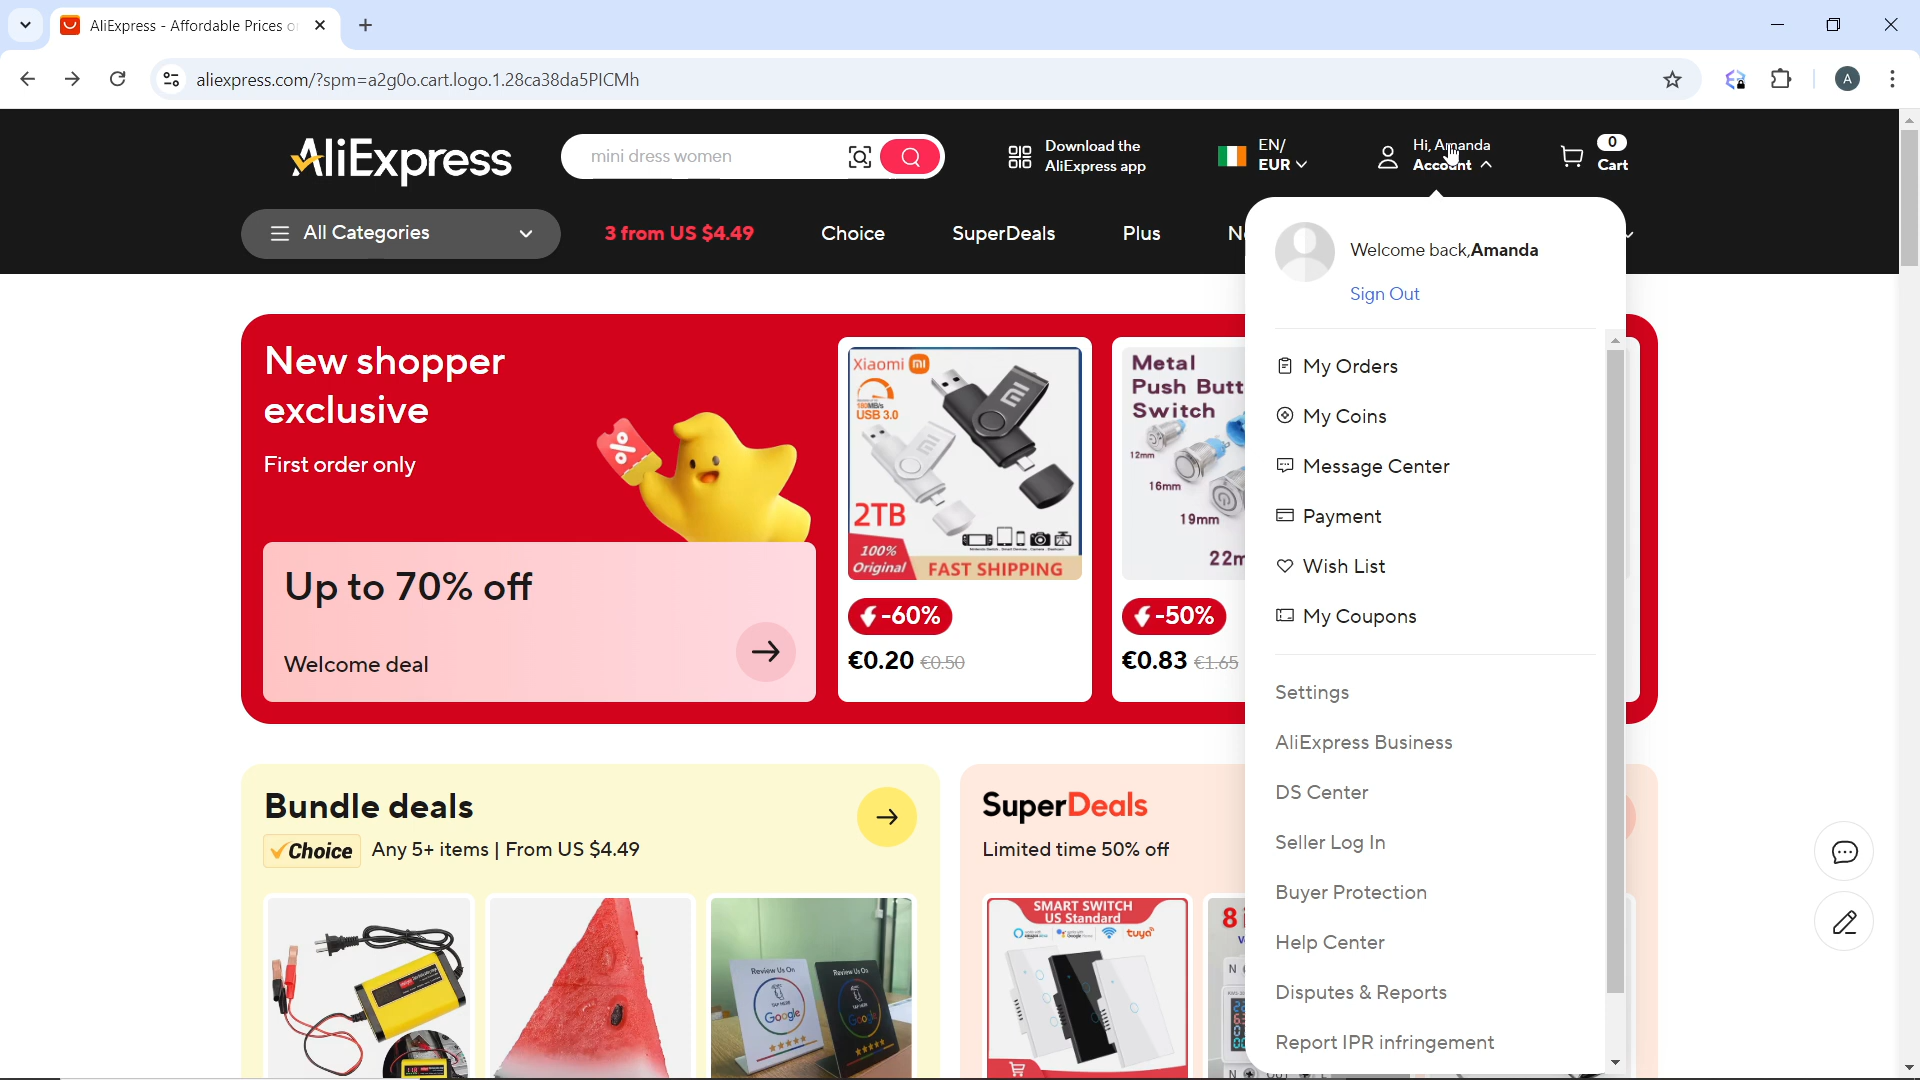 AliExpress - Affordable Prices o
aliexpress.com/?spm=a2g0o.cart.logo.1.28ca38da5PICMh
A
AliExpress
mini dress women
Download the
AliExpress app
EN/
EUR
Hi, Amanda
Account
0
Cart
All Categories
3 from US $4.49
Choice
SuperDeals
Plus
Welcome back,Amanda
Sign Out
My Orders
My Coins
Message Center
Payment
Wish List
My Coupons
Settings
AliExpress Business
DS Center
Seller Log In
Buyer Protection
Help Center
Disputes & Reports
Report IPR infringement
New shopper
exclusive
First order only
%
Up to 70% off
Welcome deal
Xiaomi
USB 3.0
2TB
100%
Original
FAST SHIPPING
-60%
€0.20 €0.50
Metal
Push Butt
Switch
12mm
16mm
19mm
22m
-50%
€0.83 €1.65
Bundle deals
Choice Any 5+ items | From US $4.49
Review Us On
Google
Review Us On
Google
SuperDeals
Limited time 50% off
SMART SWITCH
US Standard
tuya
8 i